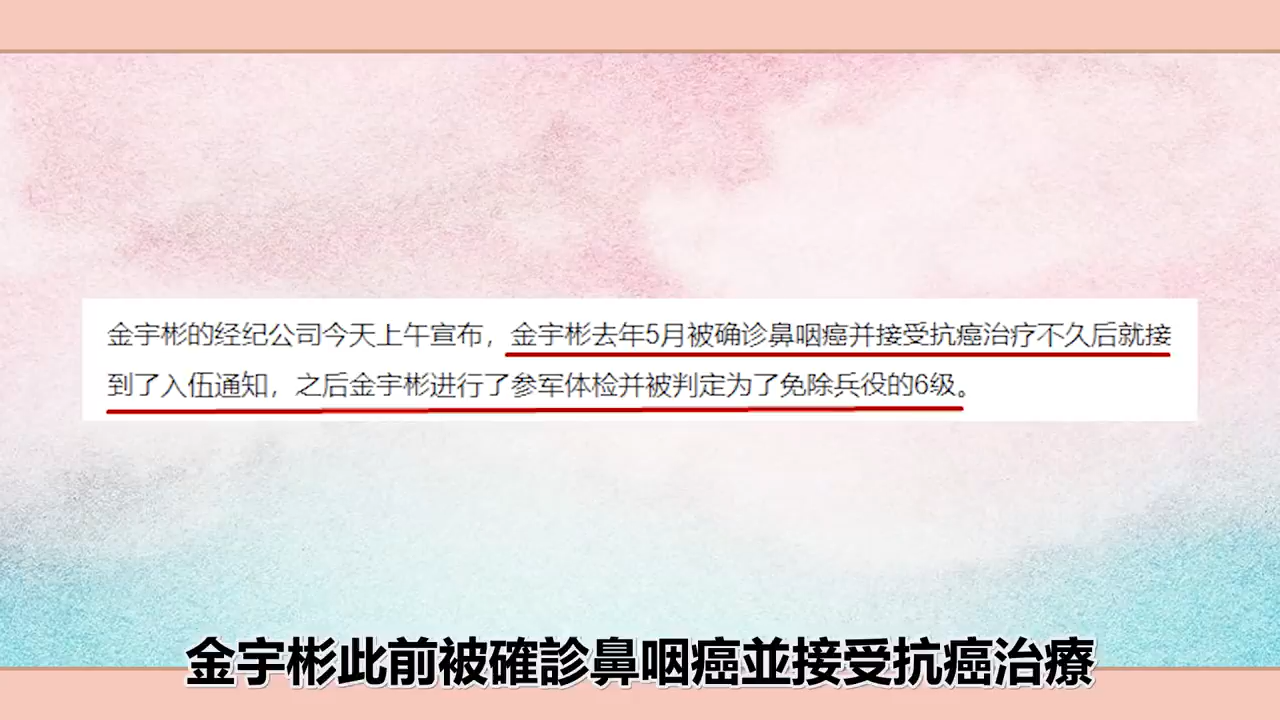 金宇彬的经纪公司今天上午宣布，金宇彬去年5月被确诊鼻咽癌并接受抗癌治疗不久后就接
到了入伍通知，之后金宇彬进行了参军体检并被判定为了免除兵役的6级。
金宇彬此前被確診鼻咽癌並接受抗癌治療